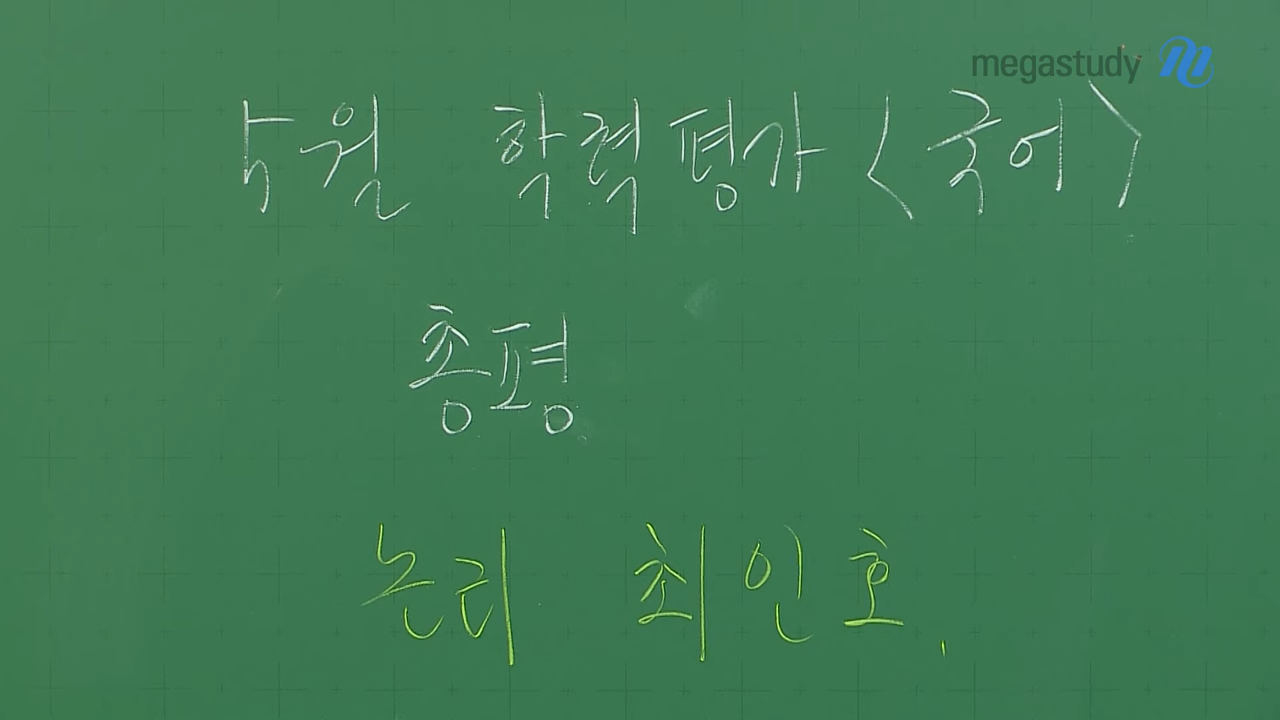 megastudy
5월 학력평가 <국어>
총평
논리 최인호.